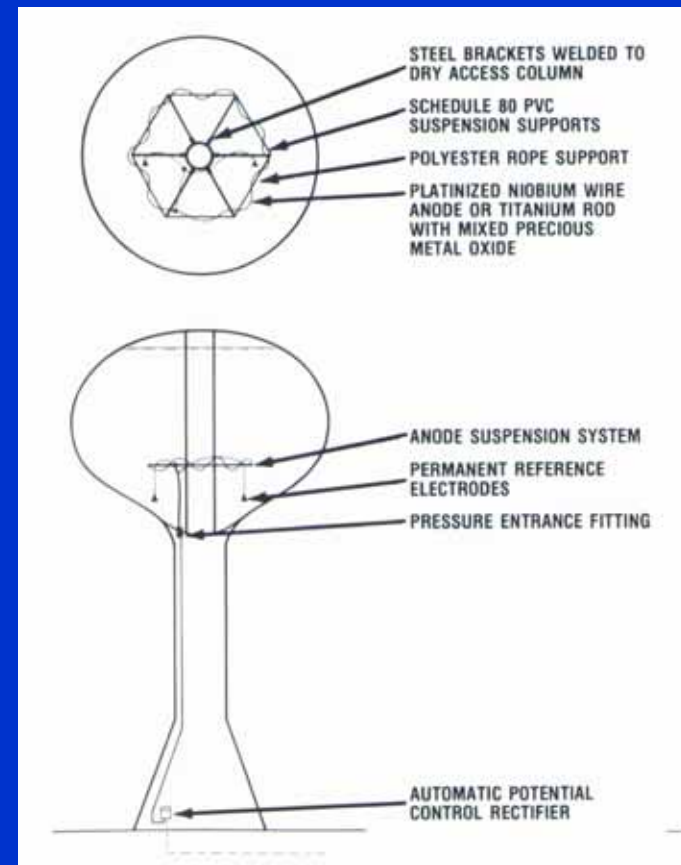 STEEL BRACKETS WELDED TO
DRY ACCESS COLUMN
SCHEDULE 80 PVC
SUSPENSION SUPPORTS
POLYESTER ROPE SUPPORT
PLATINIZED NIOBIUM WIRE
ANODE OR TITANIUM ROD
WITH MIXED PRECIOUS
METAL OXIDE
ANODE SUSPENSION SYSTEM
PERMANENT REFERENCE
ELECTRODES
PRESSURE ENTRANCE FITTING
AUTOMATIC POTENTIAL
CONTROL RECTIFIER